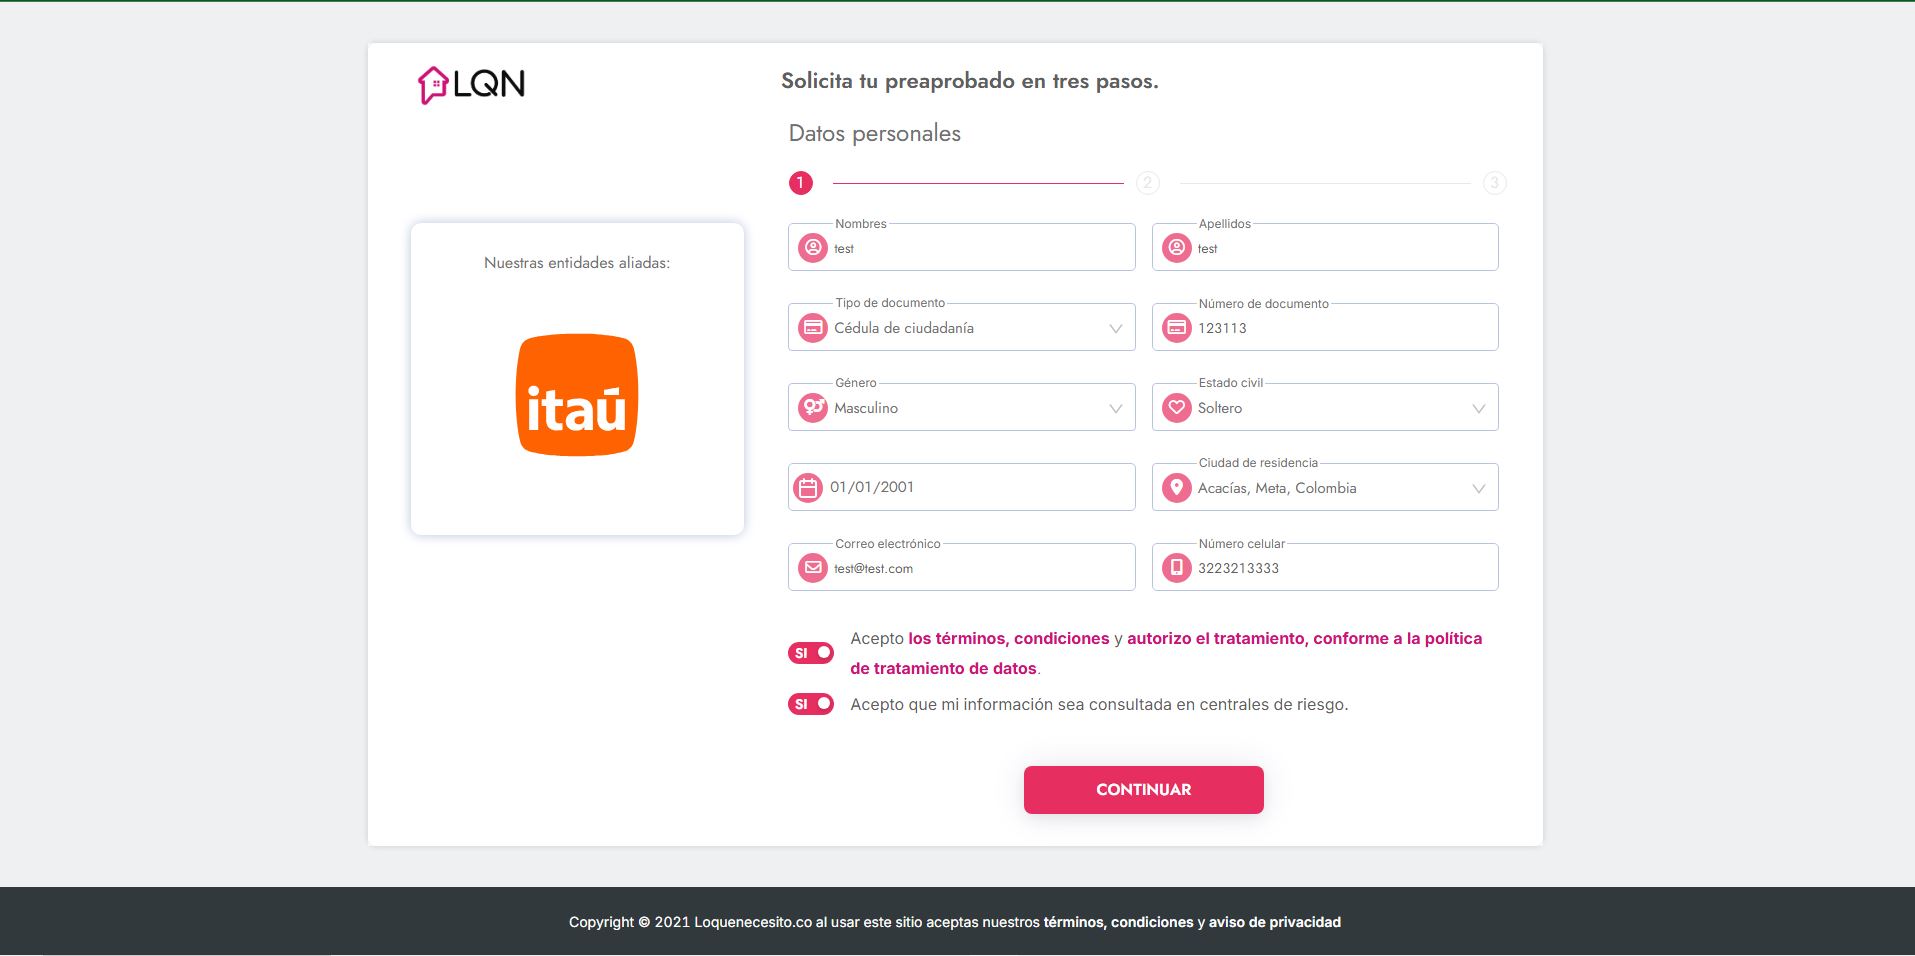 LQN
Solicita tu preaprobado en tres pasos.
Datos personales
1
2
3
Nuestras entidades aliadas:
itaú
Nombres
test
Apellidos
test
Tipo de documento
Cédula de ciudadanía
Número de documento
123113
Género
Masculino
Estado civil
Soltero
01/01/2001
Ciudad de residencia
Acacías, Meta, Colombia
Correo electrónico
test@test.com
Número celular
3223213333
SI
Acepto los términos, condiciones y autorizo el tratamiento, conforme a la política
de tratamiento de datos.
SI
Acepto que mi información sea consultada en centrales de riesgo.
CONTINUAR
Copyright © 2021 Loquenecesito.co al usar este sitio aceptas nuestros términos, condiciones y aviso de privacidad